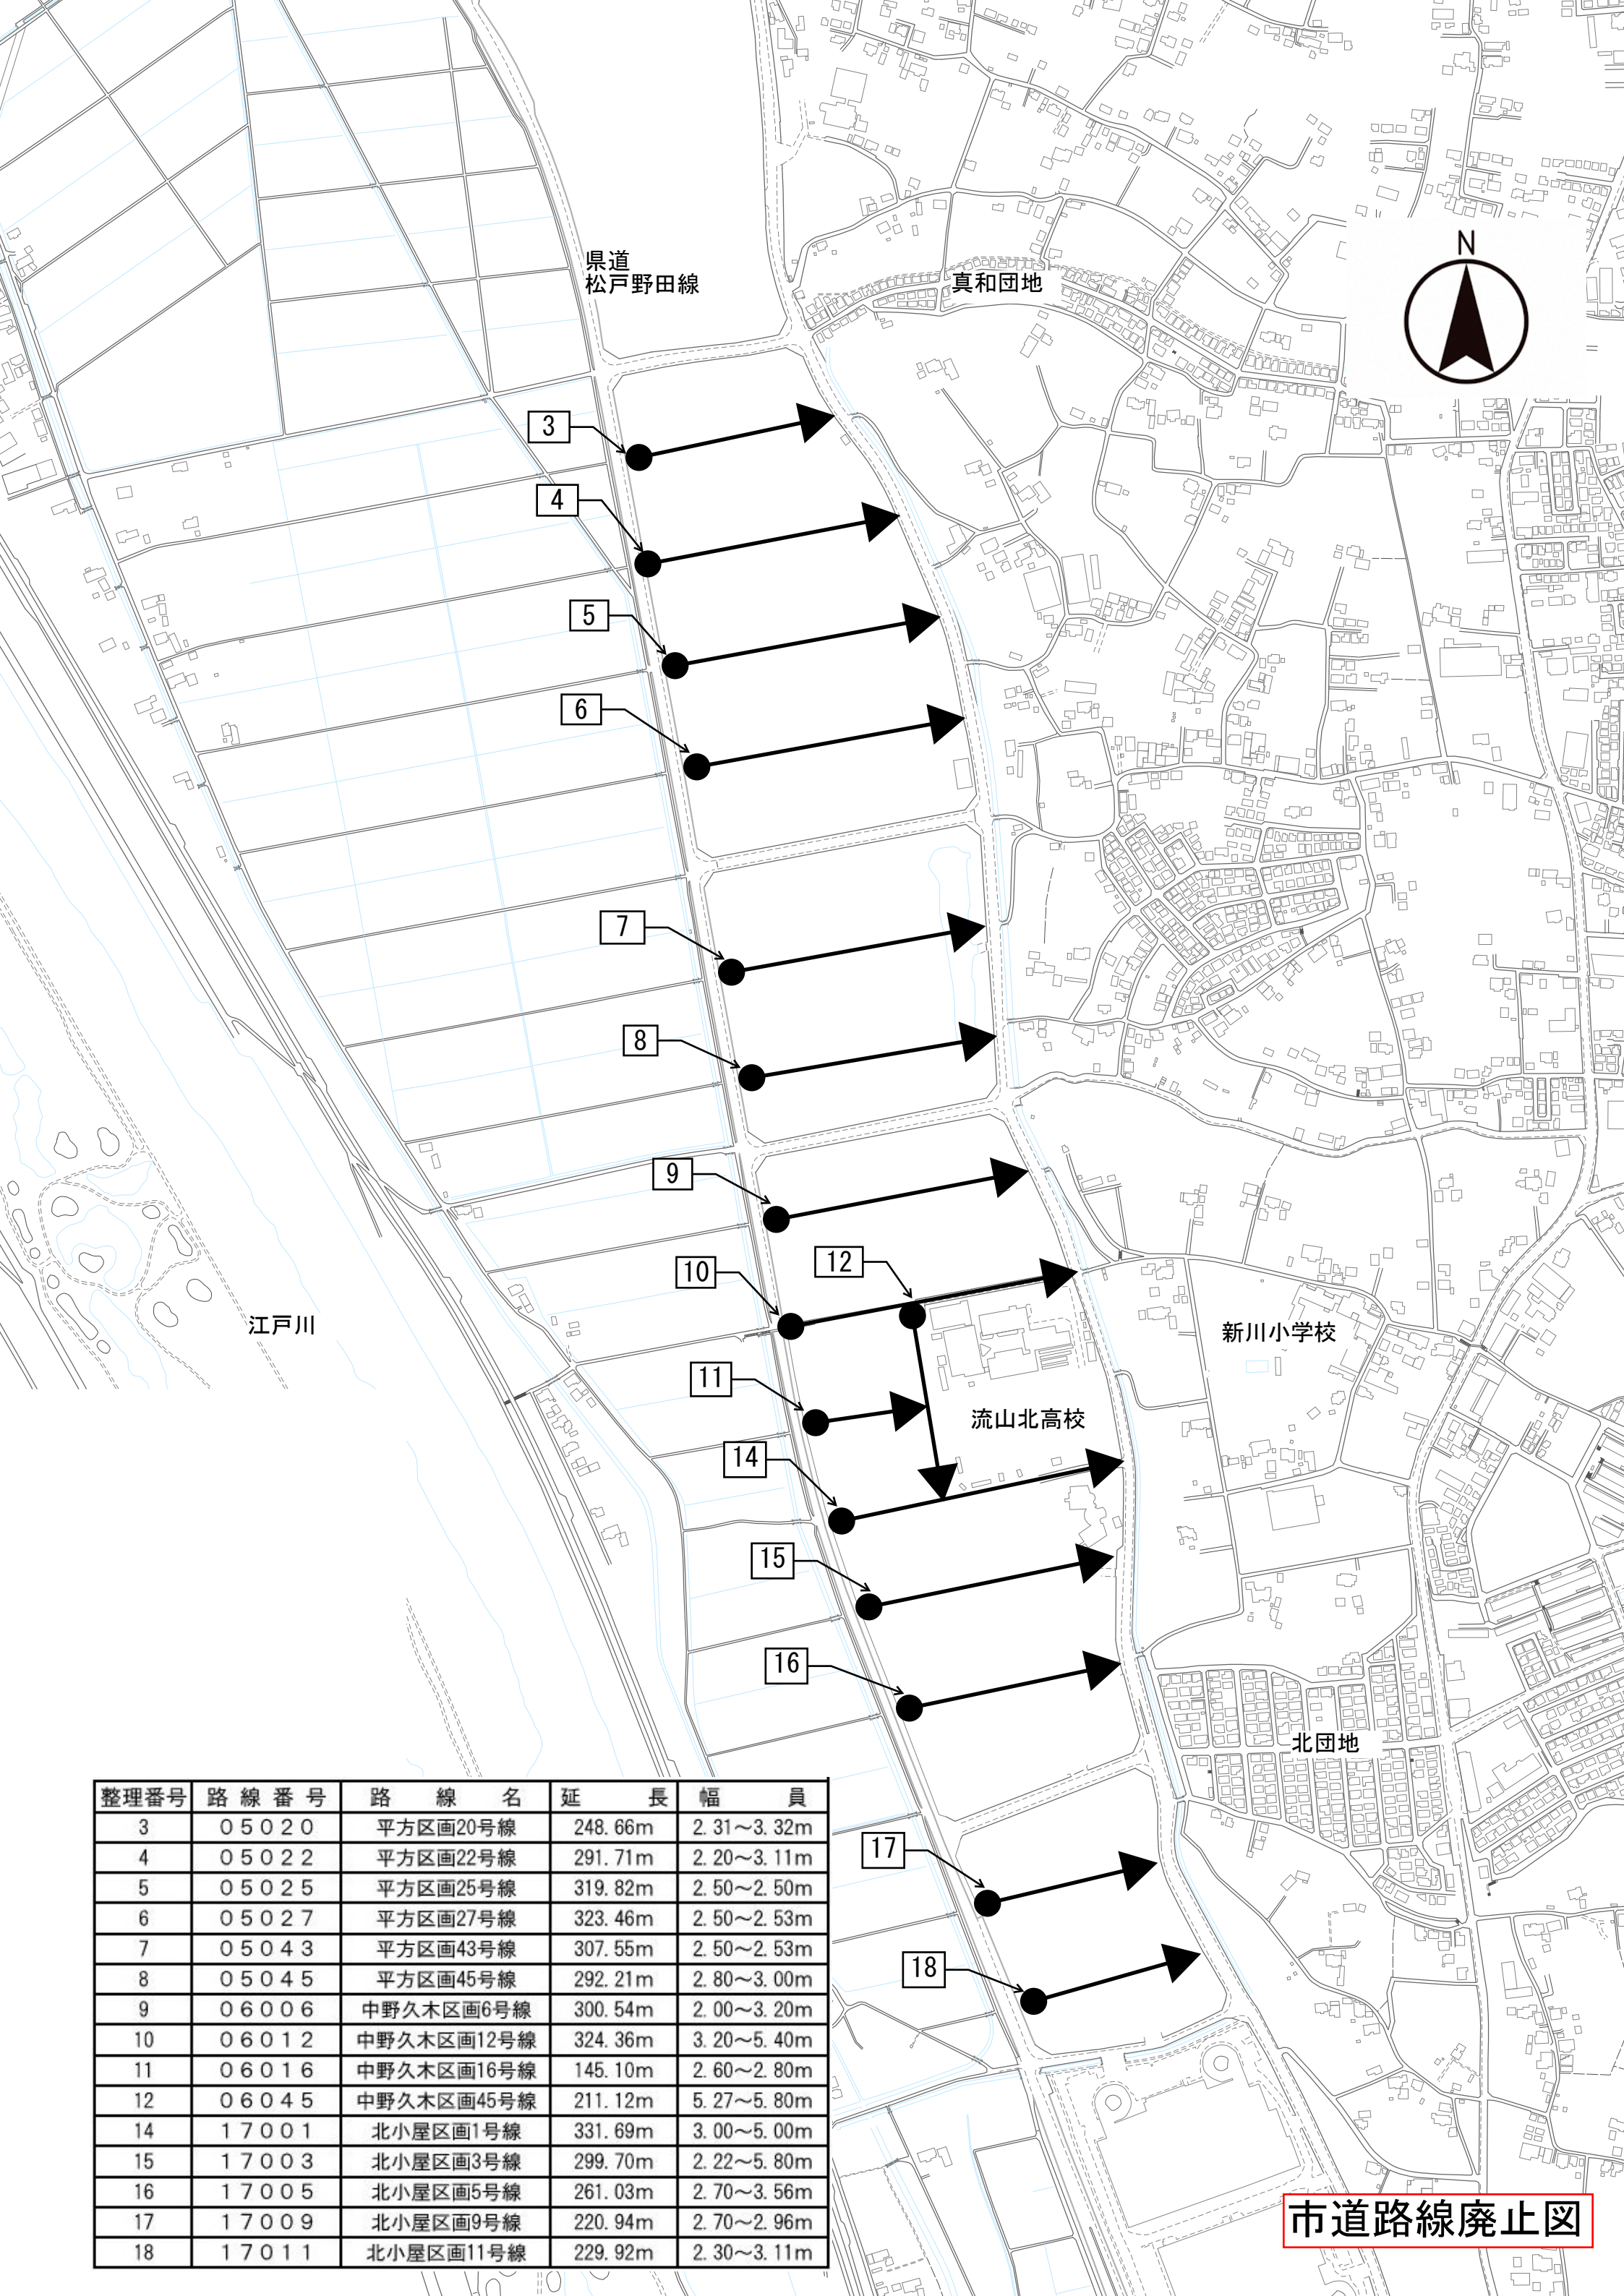 N
県道
松戸野田線
真和団地
3
4
5
6
7
8
9
10
12
江戸川
新川小学校
11
流山北高校
14
15
16
北団地
17
18
整理番号 路線番号 路線名 延長 幅員
3 05020 平方区画20号線 248.66m 2.31～3.32m
4 05022 平方区画22号線 291.71m 2.20～3.11m
5 05025 平方区画25号線 319.82m 2.50～2.50m
6 05027 平方区画27号線 323.46m 2.50～2.53m
7 05043 平方区画43号線 307.55m 2.50～2.53m
8 05045 平方区画45号線 292.21m 2.80～3.00m
9 06006 中野久木区画6号線 300.54m 2.00～3.20m
10 06012 中野久木区画12号線 324.36m 3.20～5.40m
11 06016 中野久木区画16号線 145.10m 2.60～2.80m
12 06045 中野久木区画45号線 211.12m 5.27～5.80m
14 17001 北小屋区画1号線 331.69m 3.00～5.00m
15 17003 北小屋区画3号線 299.70m 2.22～5.80m
16 17005 北小屋区画5号線 261.03m 2.70～3.56m
17 17009 北小屋区画9号線 220.94m 2.70～2.96m
18 17011 北小屋区画11号線 229.92m 2.30～3.11m
市道路線廃止図